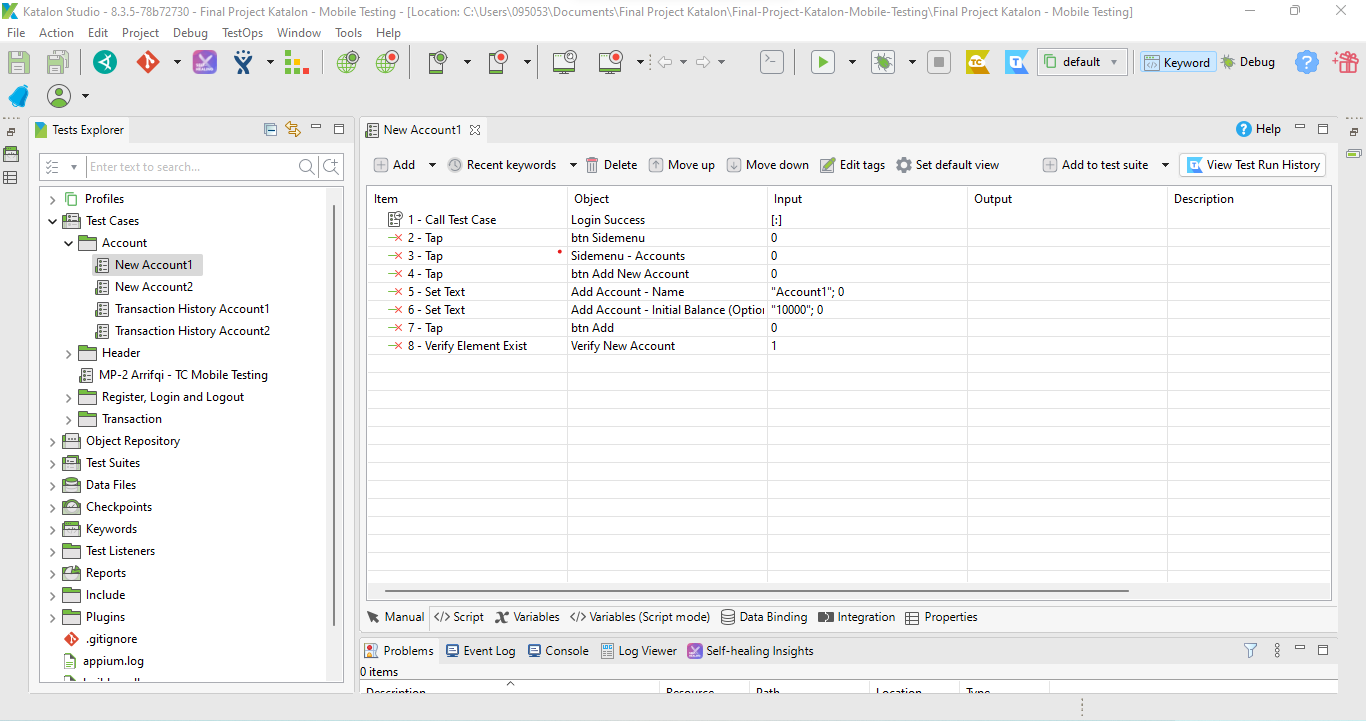 Katalon Studio - 8.3.5-78b72730 - Final Project Katalon - Mobile Testing - [Location: C:\Users\095053\Documents\Final Project Katalon\Final-Project-Katalon-Mobile-Testing\Final Project Katalon - Mobile Testing]
File Action Edit Project Debug TestOps Window Tools Help
default Keyword Debug
Tests Explorer
New Account1 Help
Enter text to search...
Add Recent keywords Delete Move up Move down Edit tags Set default view Add to test suite View Test Run History
Profiles
Test Cases
Account
New Account1
New Account2
Transaction History Account1
Transaction History Account2
Header
MP-2 Arrifqi - TC Mobile Testing
Register, Login and Logout
Transaction
Object Repository
Test Suites
Data Files
Checkpoints
Keywords
Test Listeners
Reports
Include
Plugins
.gitignore
appium.log
Item Object Input Output Description
1 - Call Test Case Login Success [:]
2 - Tap btn Sidemenu 0
3 - Tap Sidemenu - Accounts 0
4 - Tap btn Add New Account 0
5 - Set Text Add Account - Name "Account1"; 0
6 - Set Text Add Account - Initial Balance (Optior "10000"; 0
7 - Tap btn Add 0
8 - Verify Element Exist Verify New Account 1
Manual </> Script Variables </> Variables (Script mode) Data Binding Integration Properties
Problems Event Log Console Log Viewer Self-healing Insights
0 items
Description Resource Path Location Type